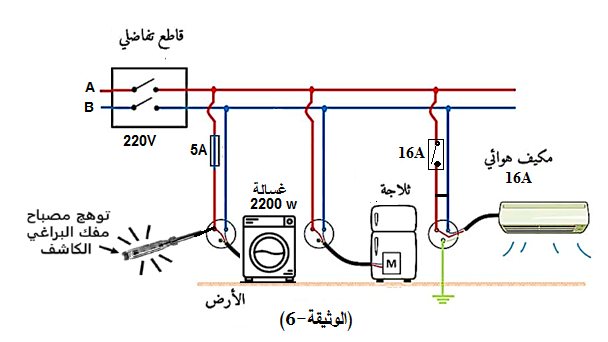 قاطع تفاضلي
A
B
220V
5A
16A
مكيف هوائي
16A
غسالة
2200 w
ثلاجة
توهج مصباح
مفك البراغي
الكاشف
M
الأرض
(الوثيقة-6)